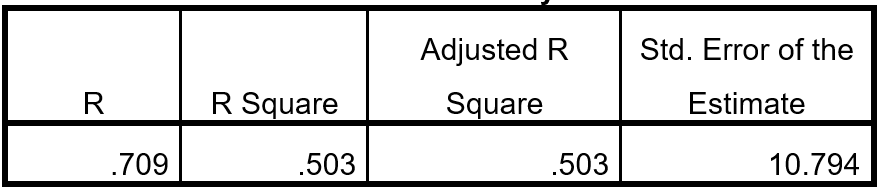 Adjusted R Std. Error of the
R R Square Square Estimate
.709 .503 .503 10.794